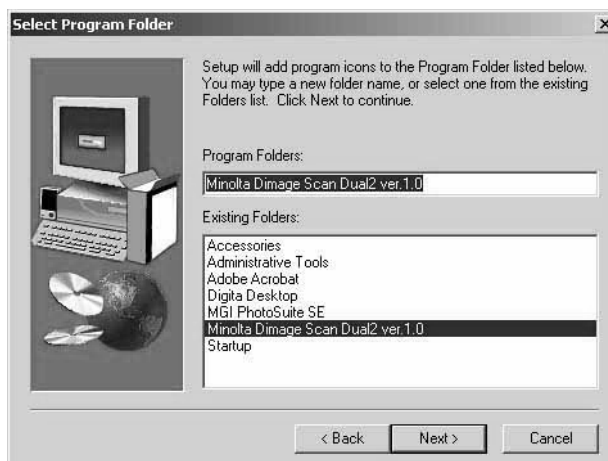 Select Program Folder
Setup will add program icons to the Program Folder listed below.
You may type a new folder name, or select one from the existing
Folders list. Click Next to continue.
Program Folders:
Minolta Dimage Scan Dual2 ver.1.0
Existing Folders:
Accessories
Administrative Tools
Adobe Acrobat
Digita Desktop
MGI PhotoSuite SE
Minolta Dimage Scan Dual2 ver.1.0
Startup
< Back
Next >
Cancel